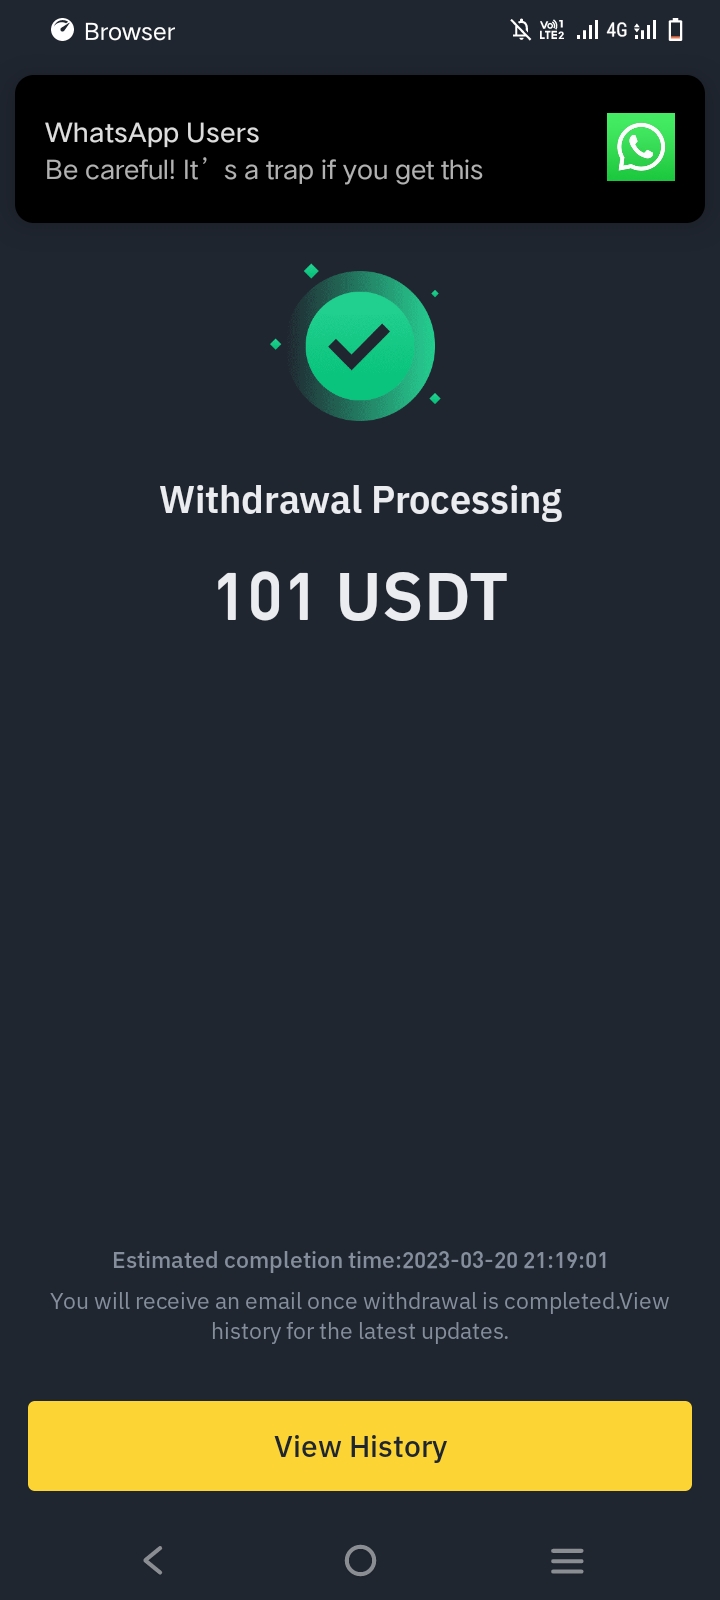 Browser
Vo))1 LTE2 4G
WhatsApp Users
Be careful! It’ s a trap if you get this
Withdrawal Processing
101 USDT
Estimated completion time:2023-03-20 21:19:01
You will receive an email once withdrawal is completed.View
history for the latest updates.
View History